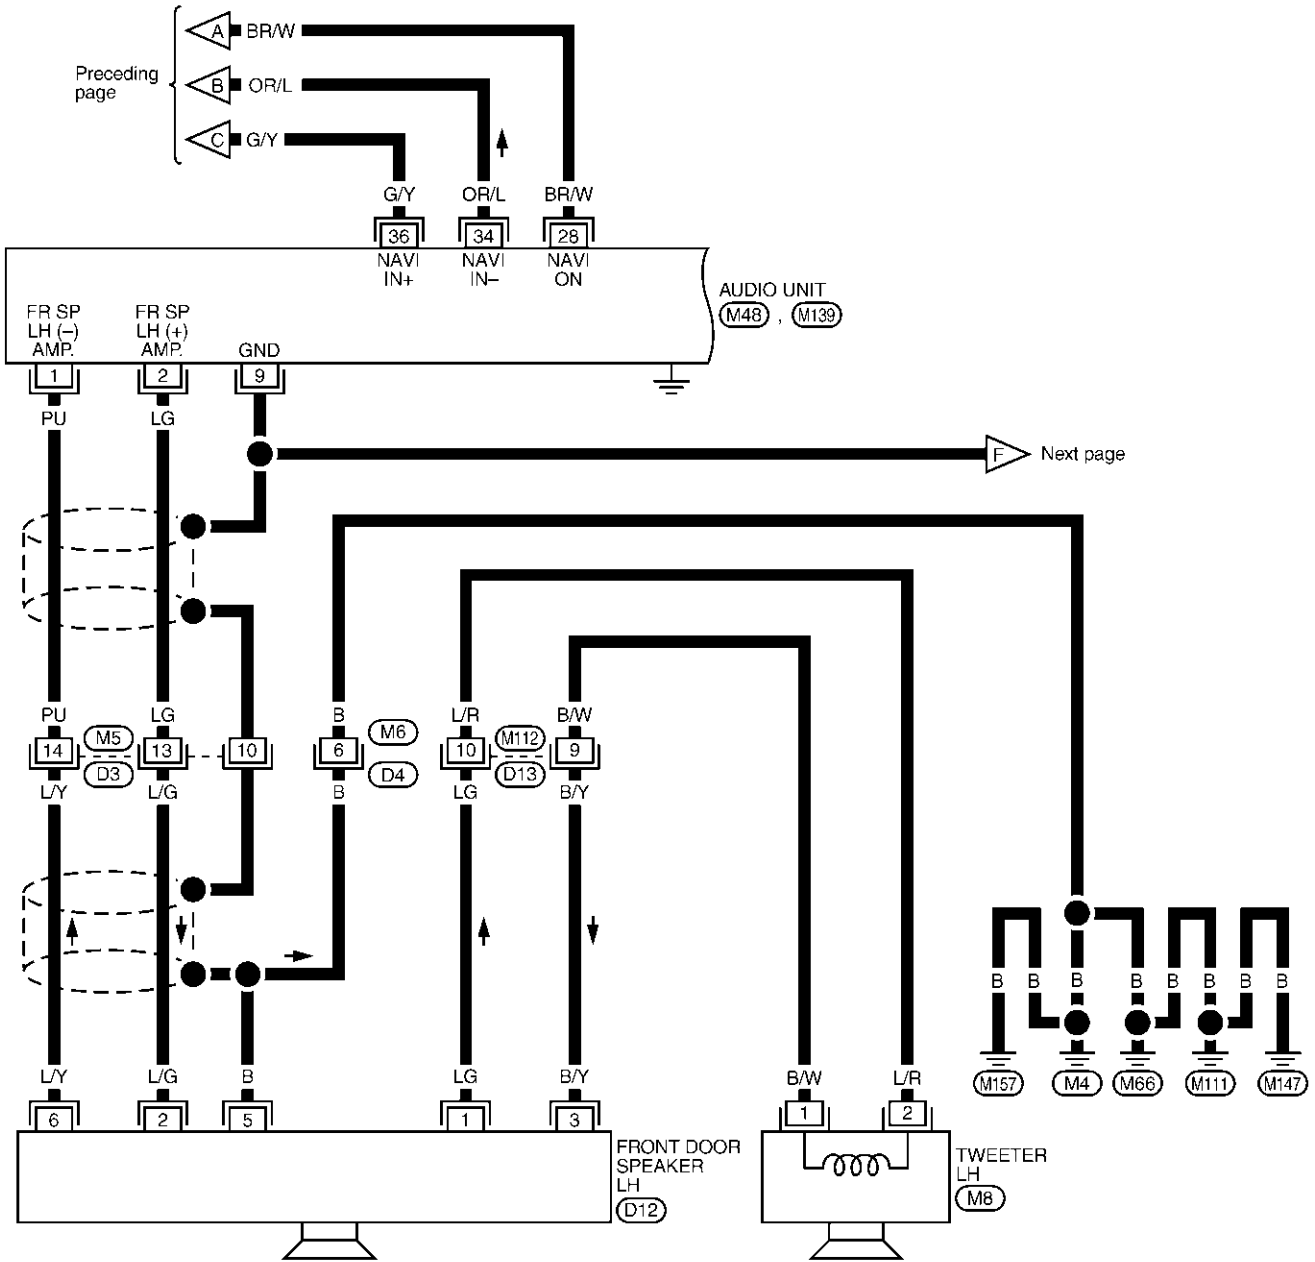 A BR/W
Preceding
page
B OR/L
C G/Y
G/Y OR/L BR/W
36 34 28
NAVI
IN+
NAVI
IN–
NAVI
ON
AUDIO UNIT
M48 , M139
FR SP
LH (–)
AMP.
FR SP
LH (+)
AMP.
GND
1 2 9
PU LG
F Next page
PU LG B L/R B/W
14 M5 13 10 6 M6 10 M112 9
D3 D4 D13
L/Y L/G B LG B/Y
B B B B B B B
M157 M4 M66 M111 M147
L/Y L/G B LG B/Y B/W L/R
6 2 5 1 3 1 2
FRONT DOOR
SPEAKER
LH
D12
TWEETER
LH
M8